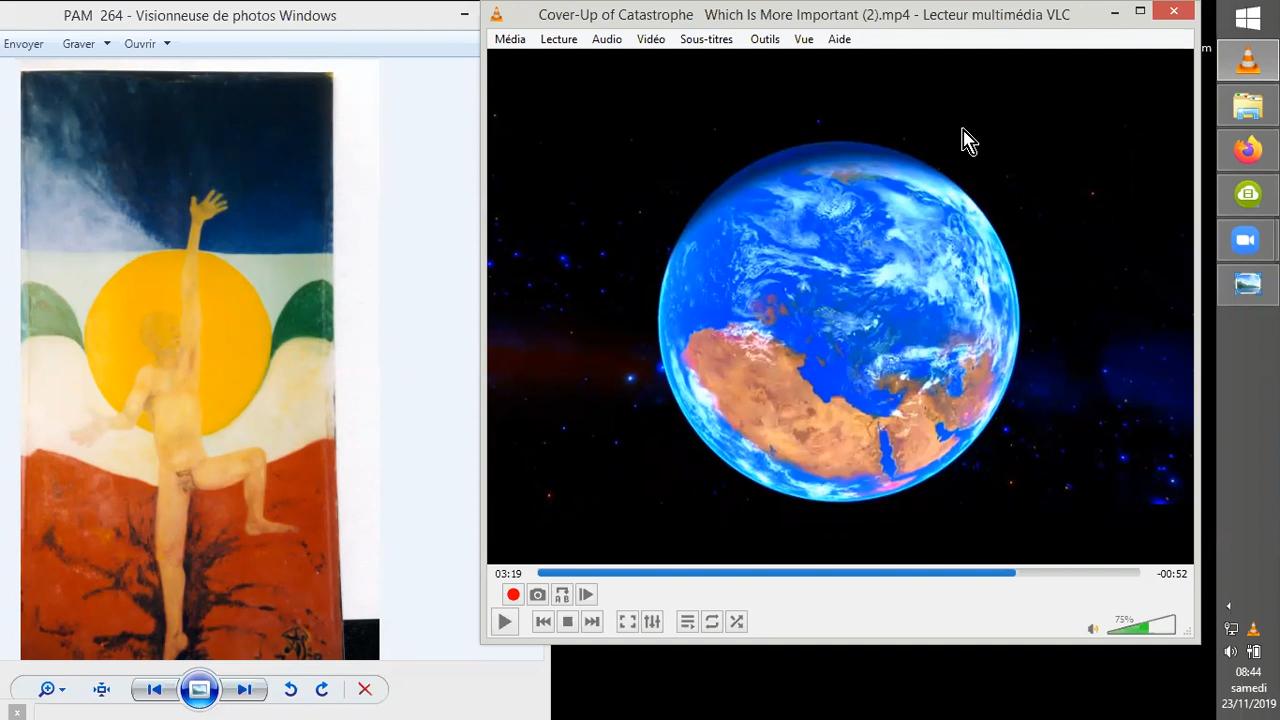 PAM 264 - Visionneuse de photos Windows
Envoyer Graver Ouvrir
Cover-Up of Catastrophe Which Is More Important (2).mp4 - Lecteur multimédia VLC
Média Lecture Audio Vidéo Sous-titres Outils Vue Aide
m
03:19
-00:52
75%
08:44
samedi
23/11/2019